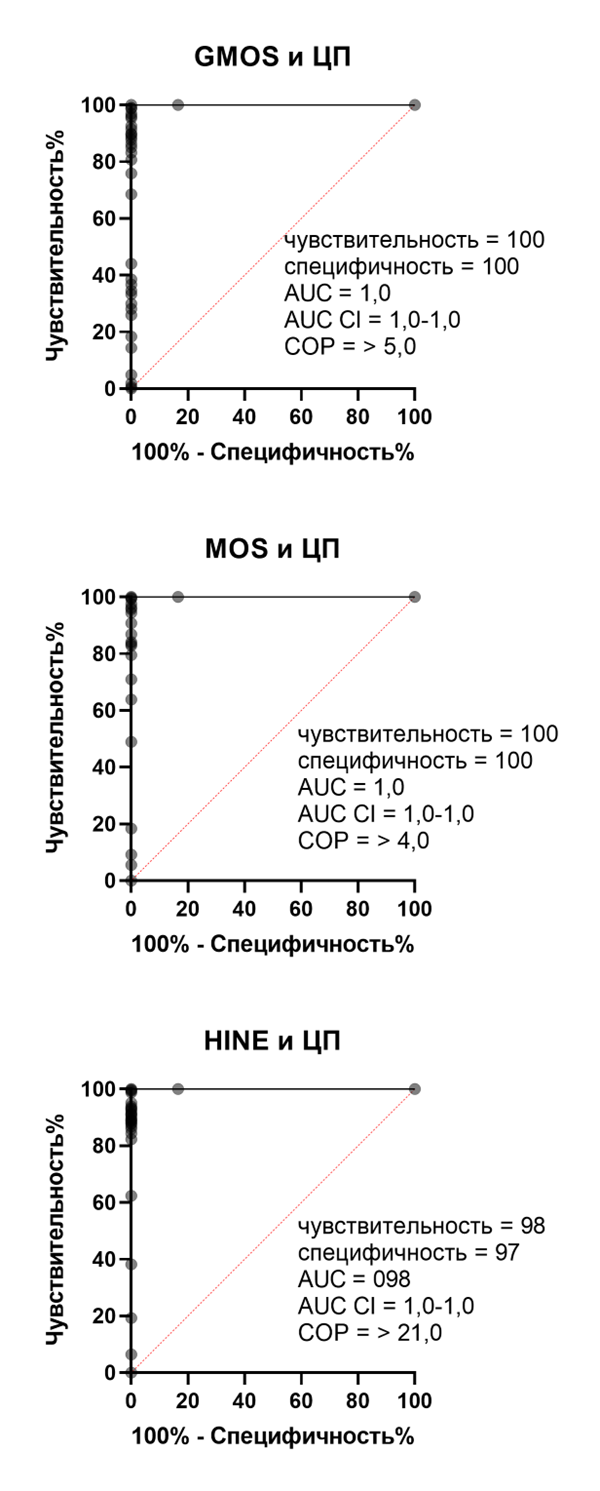 GMOS и ЦП
Чувствительность%
100
80
60
40
20
0
чувствительность = 100
специфичность = 100
AUC = 1,0
AUC CI = 1,0-1,0
COP = > 5,0
0 20 40 60 80 100
100% - Специфичность%
MOS и ЦП
Чувствительность%
100
80
60
40
20
0
чувствительность = 100
специфичность = 100
AUC = 1,0
AUC CI = 1,0-1,0
COP = > 4,0
0 20 40 60 80 100
100% - Специфичность%
HINE и ЦП
Чувствительность%
100
80
60
40
20
0
чувствительность = 98
специфичность = 97
AUC = 098
AUC CI = 1,0-1,0
COP = > 21,0
0 20 40 60 80 100
100% - Специфичность%